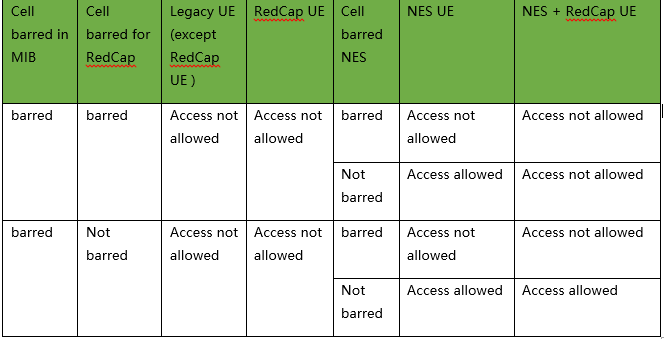 Cell
barred in
MIB
Cell
barred for
RedCap
Legacy UE
(except
RedCap
UE )
RedCap UE
Cell
barred
NES
NES UE
NES + RedCap UE
barred
barred
Access not
allowed
Access not
allowed
barred
Access not
allowed
Access not allowed
Not
barred
Access allowed
Access not allowed
barred
Not
barred
Access not
allowed
Access not
allowed
barred
Access not
allowed
Access not allowed
Not
barred
Access allowed
Access allowed